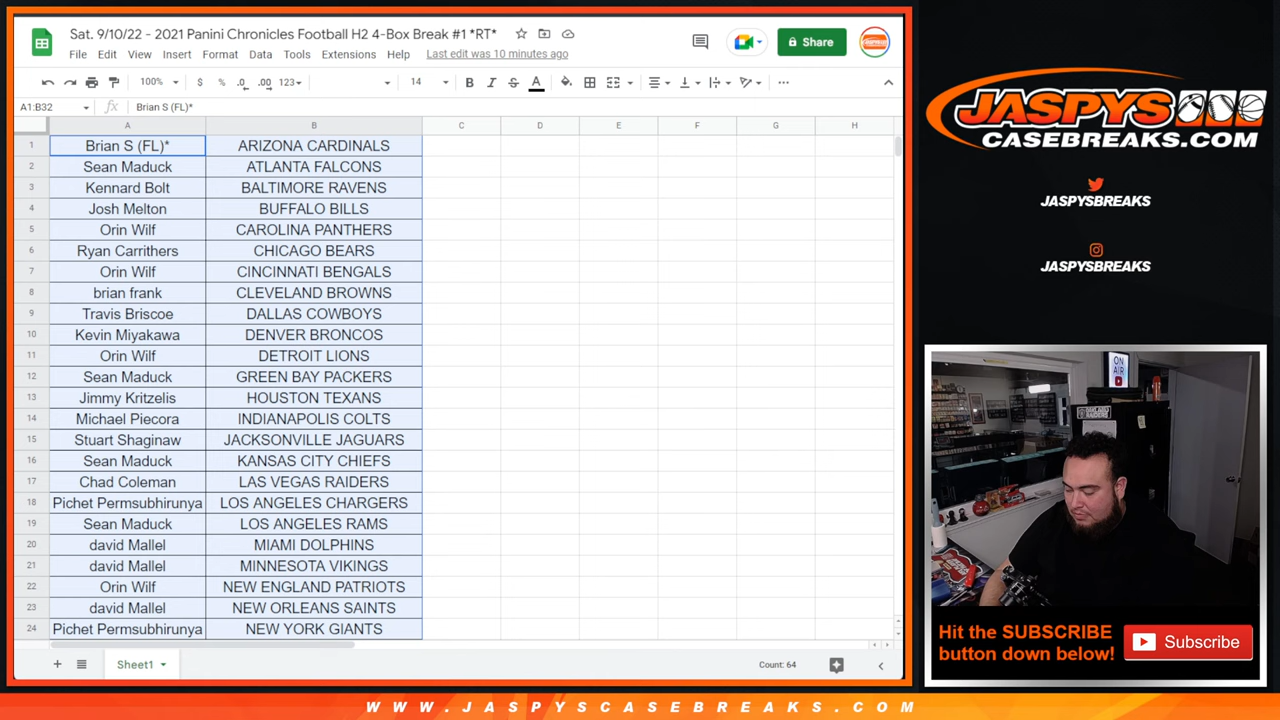 Sat. 9/10/22 - 2021 Panini Chronicles Football H2 4-Box Break #1 *RT*
File Edit View Insert Format Data Tools Extensions Help Last edit was 10 minutes ago
Share
100% $ % .0 .00 123 14 B I S A
A1:B32 fx Brian S (FL)*
A B C D E F G H
1 Brian S (FL)* ARIZONA CARDINALS
2 Sean Maduck ATLANTA FALCONS
3 Kennard Bolt BALTIMORE RAVENS
4 Josh Melton BUFFALO BILLS
5 Orin Wilf CAROLINA PANTHERS
6 Ryan Carrithers CHICAGO BEARS
7 Orin Wilf CINCINNATI BENGALS
8 brian frank CLEVELAND BROWNS
9 Travis Briscoe DALLAS COWBOYS
10 Kevin Miyakawa DENVER BRONCOS
11 Orin Wilf DETROIT LIONS
12 Sean Maduck GREEN BAY PACKERS
13 Jimmy Kritzelis HOUSTON TEXANS
14 Michael Piecora INDIANAPOLIS COLTS
15 Stuart Shaginaw JACKSONVILLE JAGUARS
16 Sean Maduck KANSAS CITY CHIEFS
17 Chad Coleman LAS VEGAS RAIDERS
18 Pichet Permsubhirunya LOS ANGELES CHARGERS
19 Sean Maduck LOS ANGELES RAMS
20 david Mallel MIAMI DOLPHINS
21 david Mallel MINNESOTA VIKINGS
22 Orin Wilf NEW ENGLAND PATRIOTS
23 david Mallel NEW ORLEANS SAINTS
24 Pichet Permsubhirunya NEW YORK GIANTS
Sheet1
Count: 64
JASPYS
CASEBREAKS.COM
JASPYSBREAKS
JASPYSBREAKS
ON
AIR
Hit the SUBSCRIBE
button down below!
Subscribe
WWW.JASPYSCASEBREAKS.COM